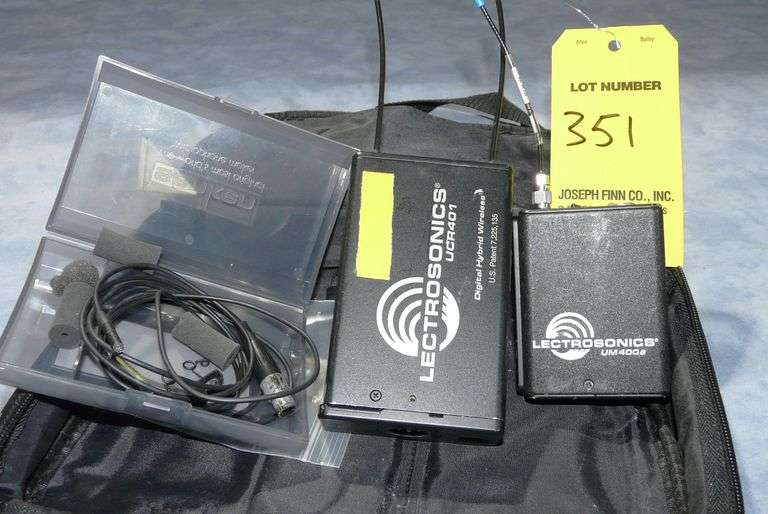 LOT NUMBER
351
JOSEPH FINN CO., INC.
LECTROSONICS®
UCR401
Digital Hybrid Wireless
U.S. Patent 7,225,135
LECTROSONICS®
UM400a